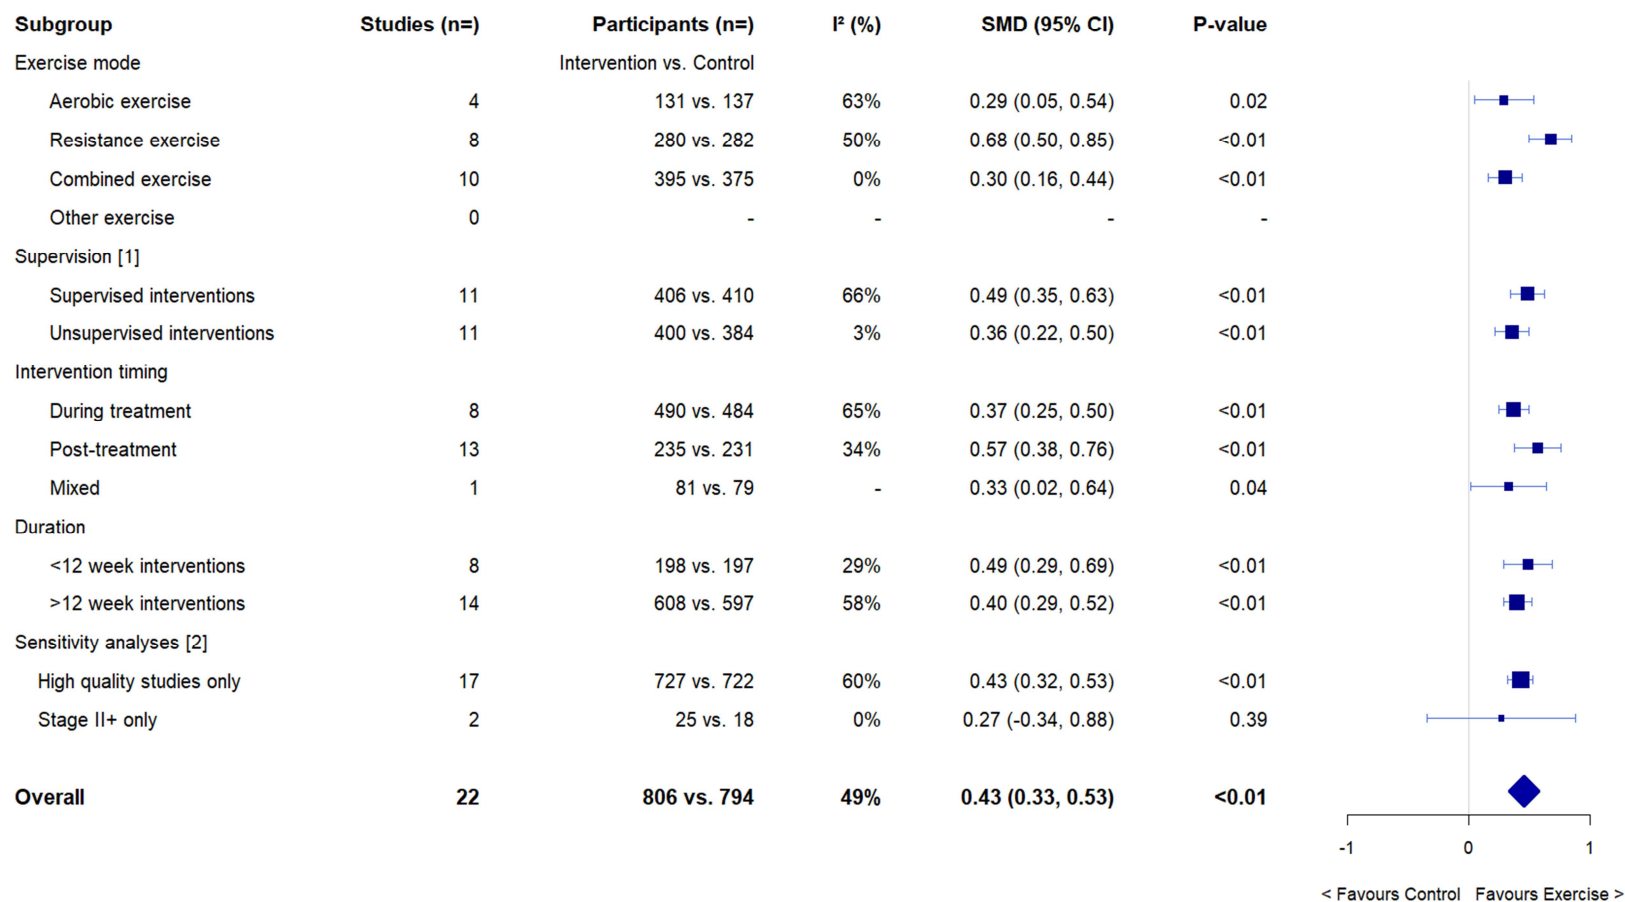 Subgroup Studies (n=) Participants (n=) I² (%) SMD (95% CI) P-value
Exercise mode Intervention vs. Control
Aerobic exercise 4 131 vs. 137 63% 0.29 (0.05, 0.54) 0.02
Resistance exercise 8 280 vs. 282 50% 0.68 (0.50, 0.85) <0.01
Combined exercise 10 395 vs. 375 0% 0.30 (0.16, 0.44) <0.01
Other exercise 0 - - - -
Supervision [1]
Supervised interventions 11 406 vs. 410 66% 0.49 (0.35, 0.63) <0.01
Unsupervised interventions 11 400 vs. 384 3% 0.36 (0.22, 0.50) <0.01
Intervention timing
During treatment 8 490 vs. 484 65% 0.37 (0.25, 0.50) <0.01
Post-treatment 13 235 vs. 231 34% 0.57 (0.38, 0.76) <0.01
Mixed 1 81 vs. 79 - 0.33 (0.02, 0.64) 0.04
Duration
<12 week interventions 8 198 vs. 197 29% 0.49 (0.29, 0.69) <0.01
>12 week interventions 14 608 vs. 597 58% 0.40 (0.29, 0.52) <0.01
Sensitivity analyses [2]
High quality studies only 17 727 vs. 722 60% 0.43 (0.32, 0.53) <0.01
Stage II+ only 2 25 vs. 18 0% 0.27 (-0.34, 0.88) 0.39
Overall 22 806 vs. 794 49% 0.43 (0.33, 0.53) <0.01
-1 0 1
< Favours Control Favours Exercise >